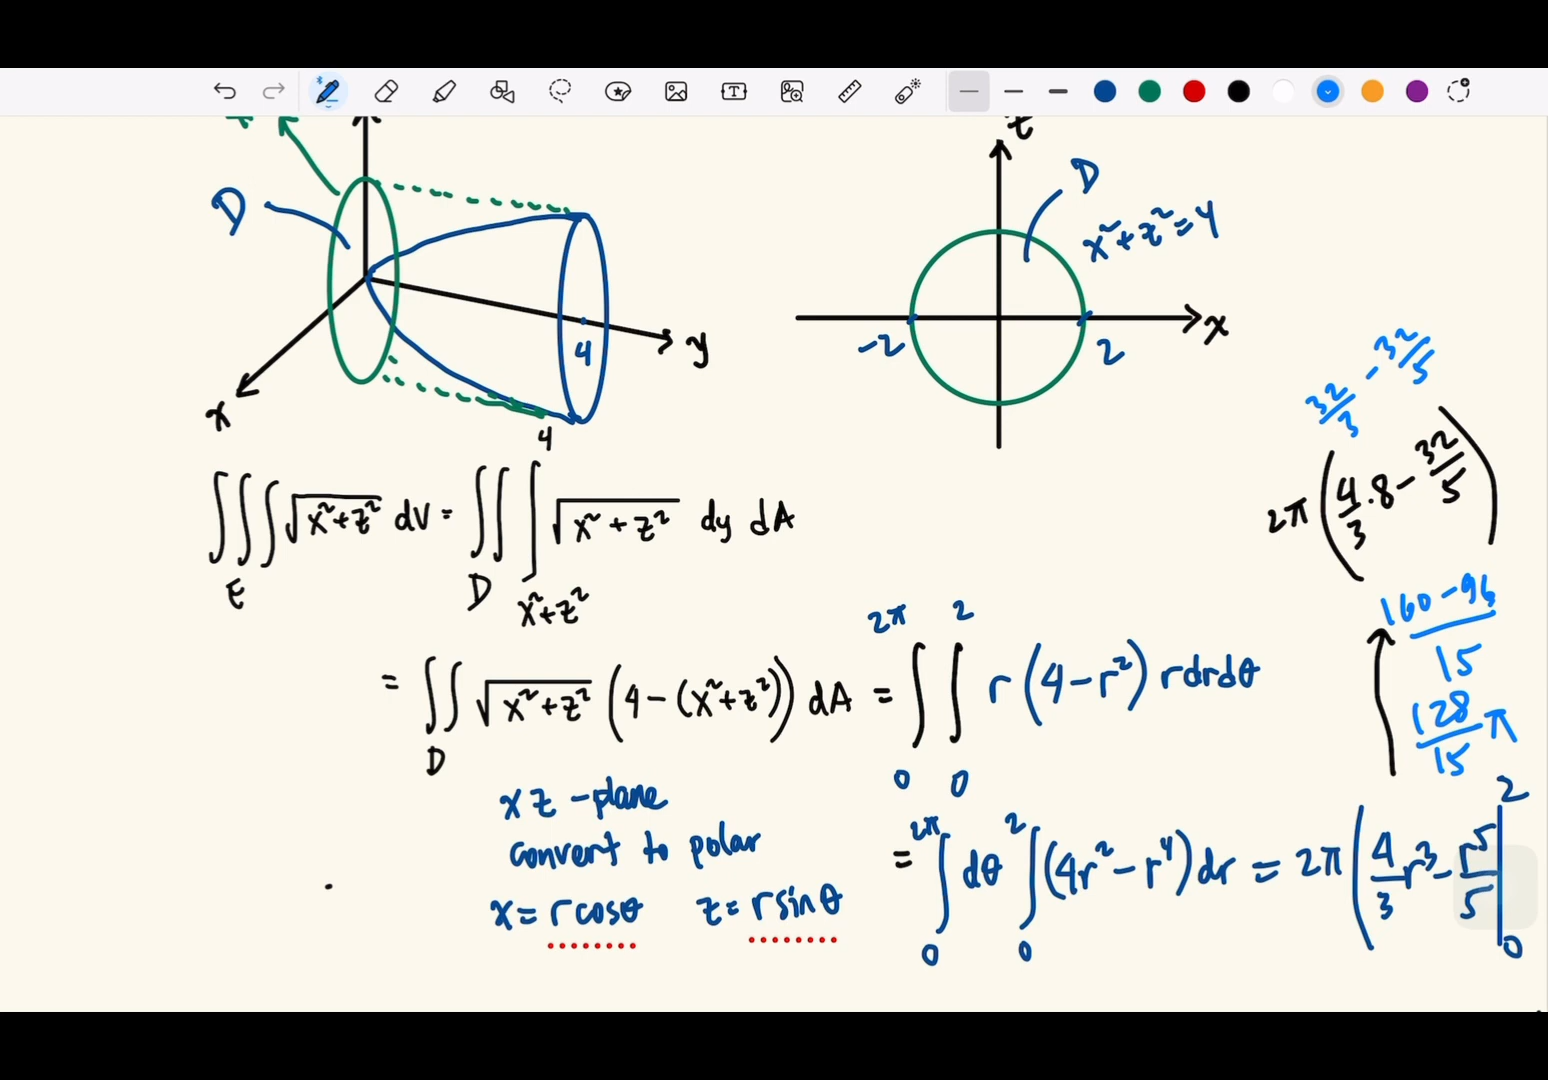 z
D
D
x²+z²=4
4
y
x
-2
2
x
32/3 - 32/5
2π(4/3·8 - 32/5)
∭_E √(x²+z²) dV = ∬_D ∫_{x²+z²}^{4} √(x²+z²) dy dA
160-96/15
128/15 π
= ∬_D √(x²+z²) (4-(x²+z²)) dA = ∫_0^{2π} ∫_0^2 r(4-r²) r dr dθ
xz-plane
convert to polar
x = r cosθ z = r sinθ
= ∫_0^{2π} dθ ∫_0^2 (4r²-r⁴) dr = 2π(4/3 r³ - r⁵/5 |_0^2